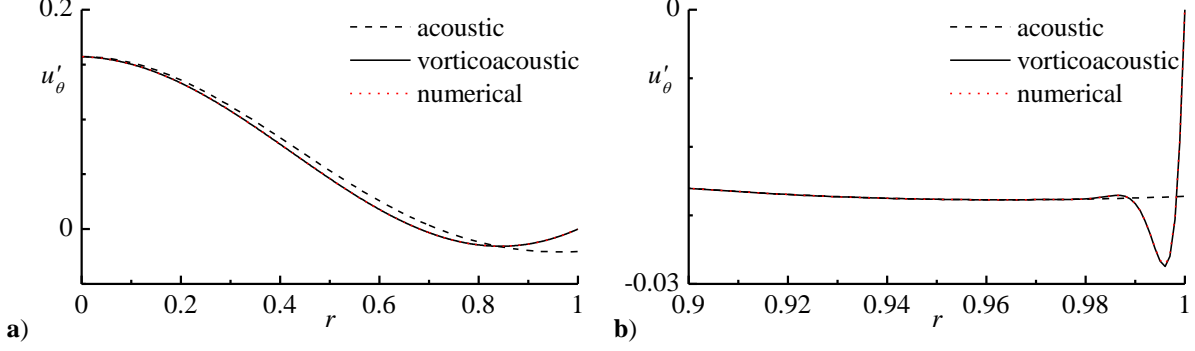 0.2
acoustic
vorticoacoustic
numerical
u′θ
0
0 0.2 0.4 0.6 0.8 1
r
a)
0
acoustic
vorticoacoustic
numerical
u′θ
-0.03
0.9 0.92 0.94 0.96 0.98 1
r
b)